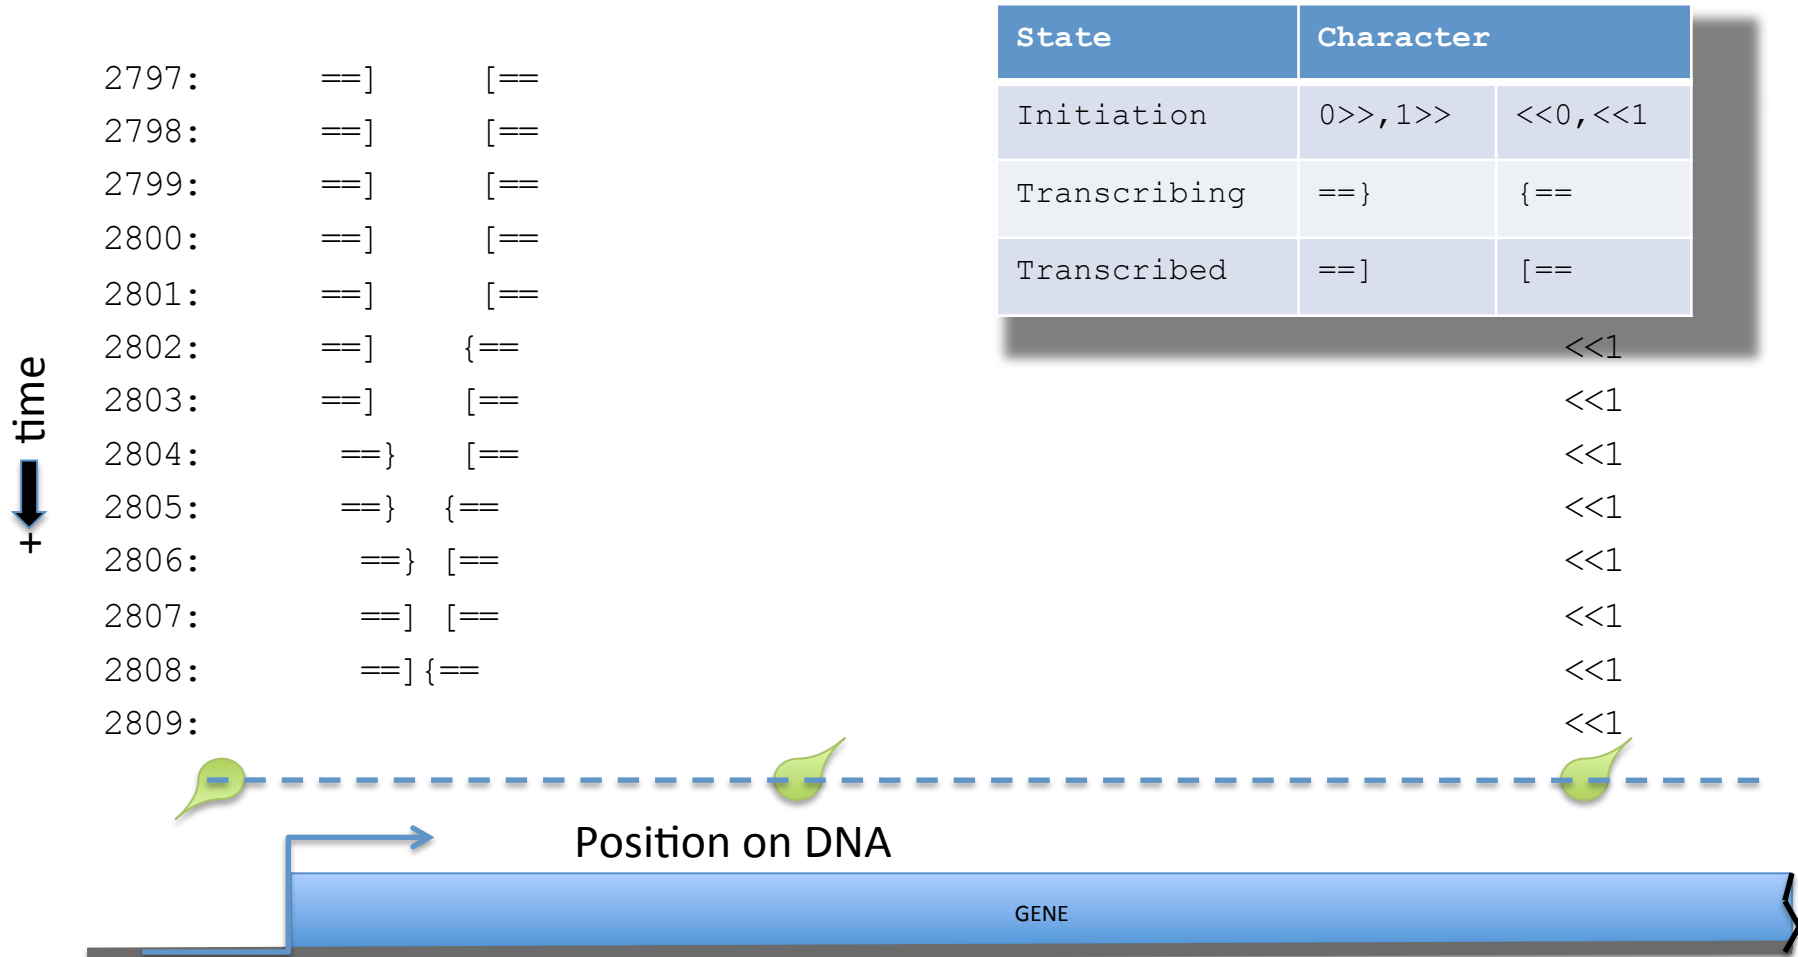 State Character
Initiation 0>>,1>> <<0,<<1
Transcribing ==} {==
Transcribed ==] [==
2797: ==] [==
2798: ==] [==
2799: ==] [==
2800: ==] [==
2801: ==] [==
2802: ==] {== <<1
2803: ==] [== <<1
2804: ==} [== <<1
2805: ==} {== <<1
2806: ==} [== <<1
2807: ==] [== <<1
2808: ==]{== <<1
2809: <<1
+ time
Position on DNA
GENE